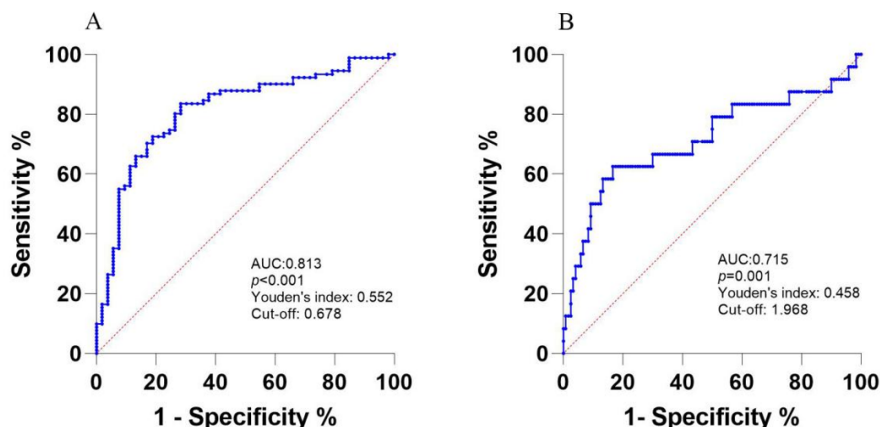 A
100
80
60
40
20
0
Sensitivity %
AUC:0.813
p<0.001
Youden's index: 0.552
Cut-off: 0.678
0 20 40 60 80 100
1 - Specificity %
B
100
80
60
40
20
0
Sensitivity %
AUC:0.715
p=0.001
Youden's index: 0.458
Cut-off: 1.968
0 20 40 60 80 100
1- Specificity %